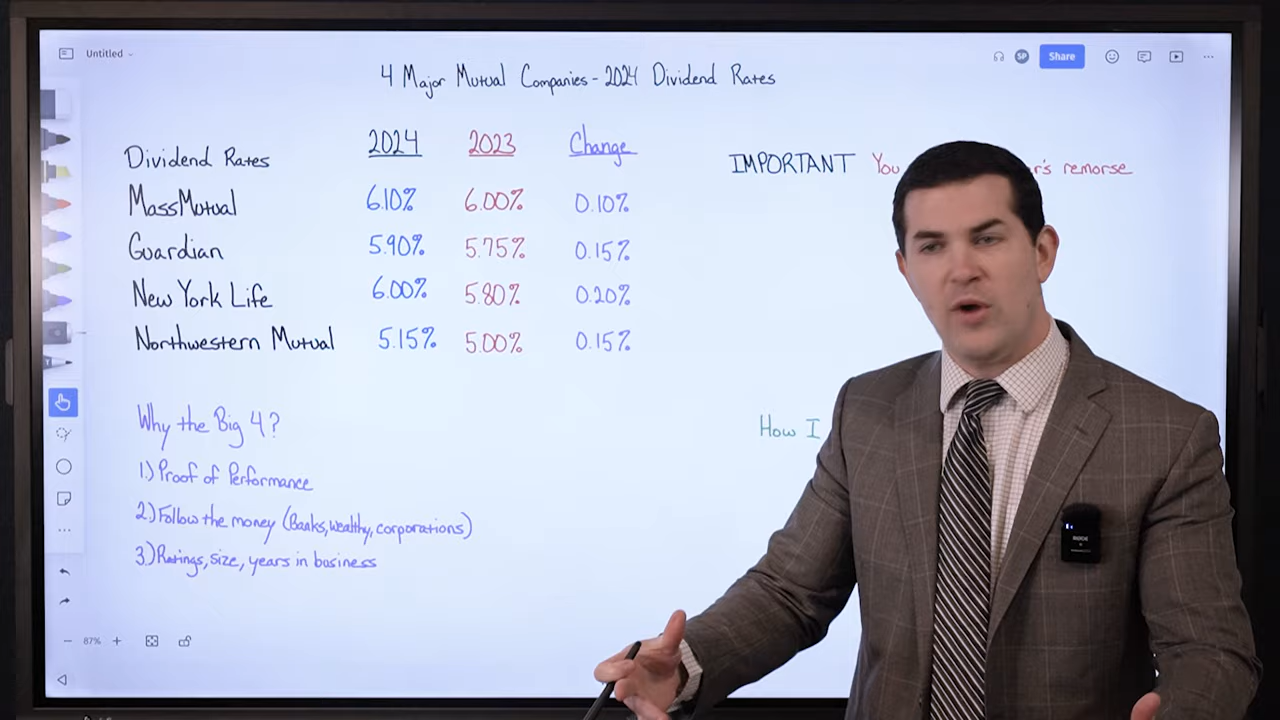 Untitled
SP
Share
4 Major Mutual Companies - 2024 Dividend Rates
Dividend Rates 2024 2023 Change
MassMutual 6.10% 6.00% 0.10%
Guardian 5.90% 5.75% 0.15%
New York Life 6.00% 5.80% 0.20%
Northwestern Mutual 5.15% 5.00% 0.15%
IMPORTANT You r's remorse
Why the Big 4?
1.) Proof of Performance
2.) Follow the money (Banks, wealthy, corporations)
3.) Ratings, size, years in business
How I
87%